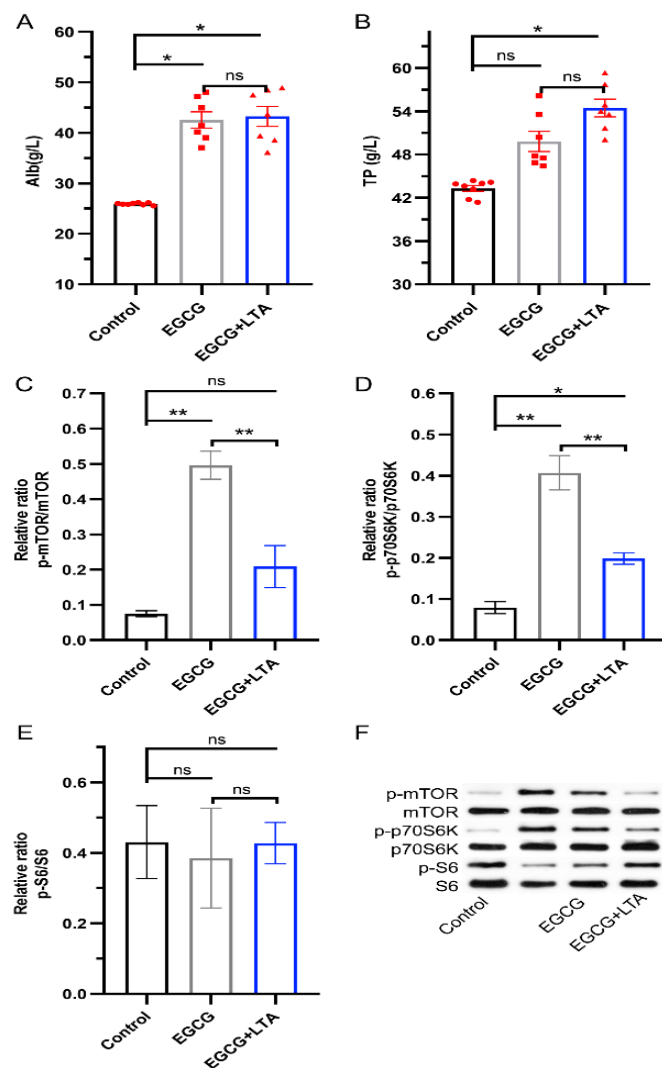 A
Alb(g/L)
60
50
40
30
20
10
*
*
ns
Control
EGCG
EGCG+LTA
B
TP (g/L)
60
54
48
42
36
30
*
ns
ns
Control
EGCG
EGCG+LTA
C
Relative ratio
p-mTOR/mTOR
0.7
0.6
0.5
0.4
0.3
0.2
0.1
0.0
ns
**
**
Control
EGCG
EGCG+LTA
D
Relative ratio
p-p70S6K/p70S6K
0.6
0.5
0.4
0.3
0.2
0.1
0.0
*
**
**
Control
EGCG
EGCG+LTA
E
Relative ratio
p-S6/S6
0.6
0.4
0.2
0.0
ns
ns
ns
Control
EGCG
EGCG+LTA
F
p-mTOR
mTOR
p-p70S6K
p70S6K
p-S6
S6
Control
EGCG
EGCG+LTA